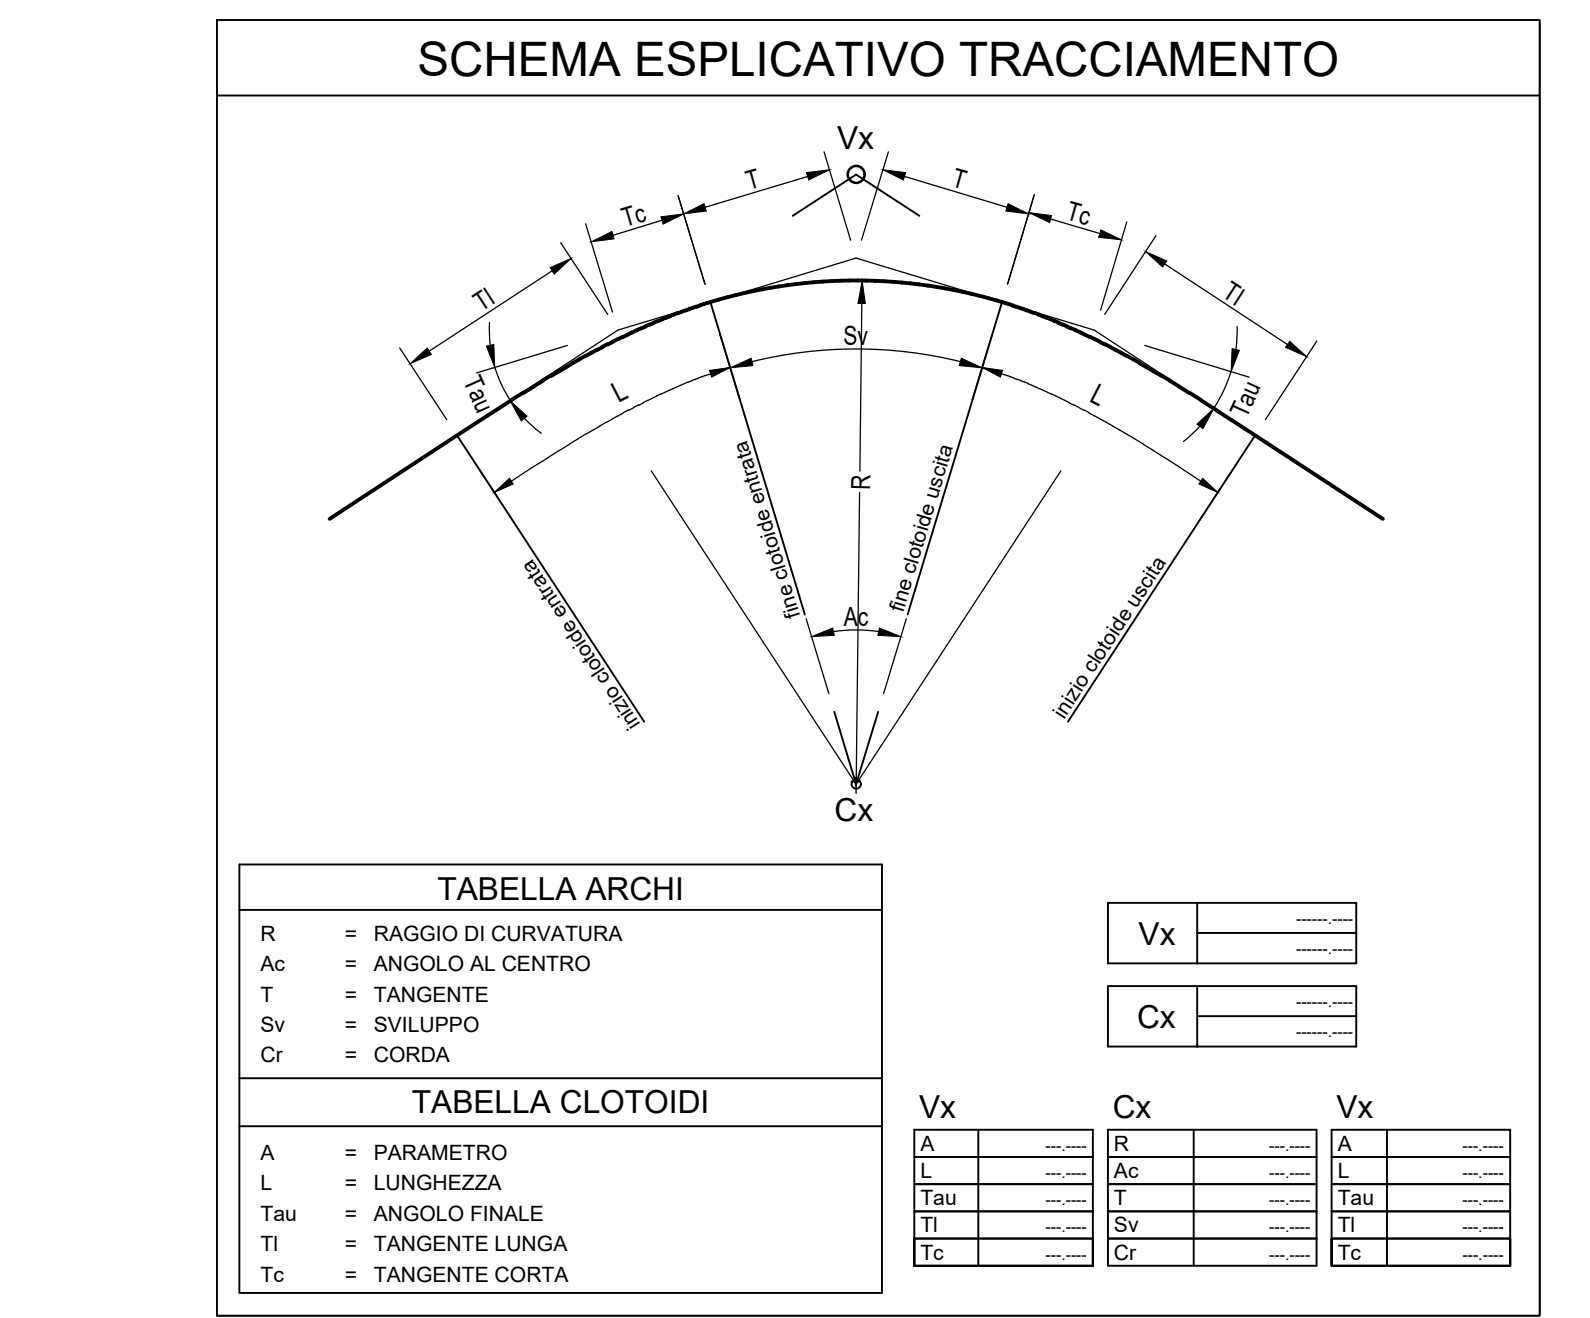 SCHEMA ESPLICATIVO TRACCIAMENTO
Vx
T
T
Tc
Tc
Tl
Tl
Sv
Tau
Tau
L
L
R
fine clotoide entrata
fine clotoide uscita
inizio clotoide entrata
inizio clotoide uscita
Ac
Cx
TABELLA ARCHI
R = RAGGIO DI CURVATURA
Ac = ANGOLO AL CENTRO
T = TANGENTE
Sv = SVILUPPO
Cr = CORDA
TABELLA CLOTOIDI
A = PARAMETRO
L = LUNGHEZZA
Tau = ANGOLO FINALE
Tl = TANGENTE LUNGA
Tc = TANGENTE CORTA
Vx ------.----
------.----
Cx ------.----
------.----
Vx Cx Vx
A ---.---- R ---.---- A ---.----
L ---.---- Ac ---.---- L ---.----
Tau ---.---- T ---.---- Tau ---.----
Tl ---.---- Sv ---.---- Tl ---.----
Tc ---.---- Cr ---.---- Tc ---.----